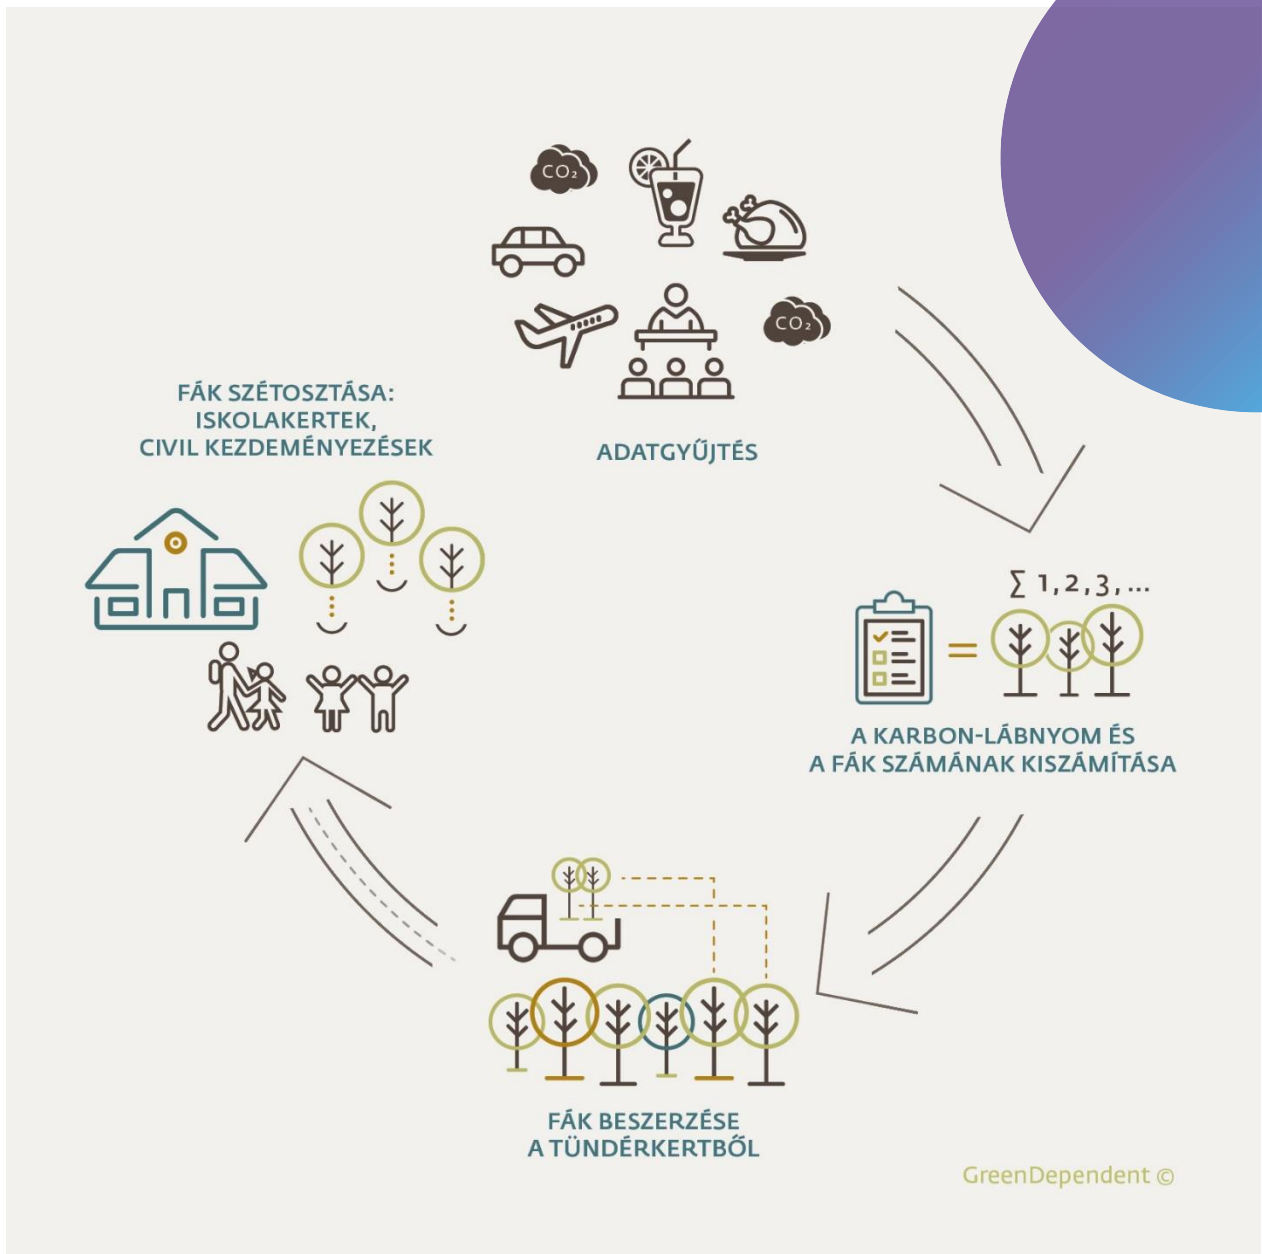 CO₂
CO₂
ADATGYŰJTÉS
FÁK SZÉTOSZTÁSA:
ISKOLAKERTEK,
CIVIL KEZDEMÉNYEZÉSEK
∑ 1, 2, 3, ...
=
A KARBON-LÁBNYOM ÉS
A FÁK SZÁMÁNAK KISZÁMÍTÁSA
FÁK BESZERZÉSE
A TÜNDÉRKERTBŐL
GreenDependent ©